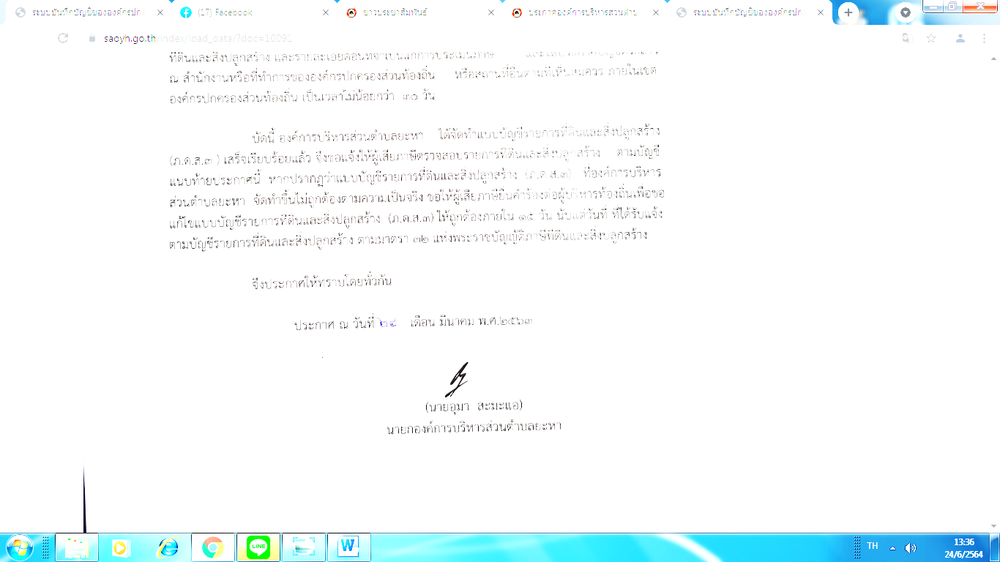 ระบบบันทึกบัญชีขององค์กรปก
(17) Facebook
ข่าวประชาสัมพันธ์
ประกาศองค์การบริหารส่วนตำบ
ระบบบันทึกบัญชีขององค์กรปก
saoyh.go.th/index/load_data/?doc=10091
ที่ดินและสิ่งปลูกสร้าง และรายละเอียดอื่นที่จำเป็นแก่การประเมินภาษี
ณ สำนักงานหรือที่ทำการขององค์กรปกครองส่วนท้องถิ่น หรือสถานที่อื่นตามที่เห็นสมควร ภายในเขต
องค์กรปกครองส่วนท้องถิ่น เป็นเวลาไม่น้อยกว่า ๓๐ วัน
บัดนี้ องค์การบริหารส่วนตำบลยะหา ได้จัดทำแบบบัญชีรายการที่ดินและสิ่งปลูกสร้าง
(ภ.ด.ส.๓ ) เสร็จเรียบร้อยแล้ว จึงขอแจ้งให้ผู้เสียภาษีตรวจสอบรายการที่ดินและสิ่งปลูกสร้าง ตามบัญชี
แนบท้ายประกาศนี้ หากปรากฏว่าแบบบัญชีรายการที่ดินและสิ่งปลูกสร้าง (ภ.ด.ส.๓) ที่องค์การบริหาร
ส่วนตำบลยะหา จัดทำขึ้นไม่ถูกต้องตามความเป็นจริง ขอให้ผู้เสียภาษียื่นคำร้องต่อผู้บริหารท้องถิ่นเพื่อขอ
แก้ไขแบบบัญชีรายการที่ดินและสิ่งปลูกสร้าง (ภ.ด.ส.๓) ให้ถูกต้องภายใน ๑๕ วัน นับแต่วันที่ ที่ได้รับแจ้ง
ตามบัญชีรายการที่ดินและสิ่งปลูกสร้าง ตามมาตรา ๓๒ แห่งพระราชบัญญัติภาษีที่ดินและสิ่งปลูกสร้าง
จึงประกาศให้ทราบโดยทั่วกัน
ประกาศ ณ วันที่ ๒๔ เดือน มีนาคม พ.ศ.๒๕๖๓
(นายอุมา สะมะแอ)
นายกองค์การบริหารส่วนตำบลยะหา
LINE
W
TH
13:36
24/6/2564